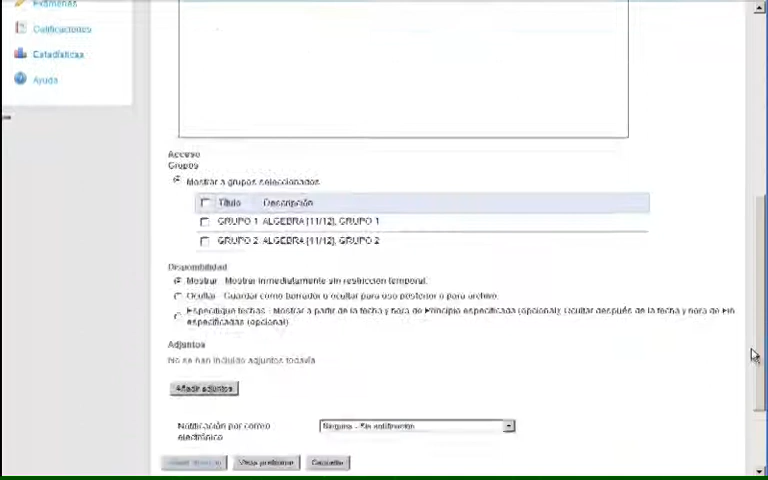 Exámenes
Calificaciones
Estadísticas
Ayuda
Acceso
Grupos
Mostrar a grupos seleccionados
Título Descripción
GRUPO 1 ALGEBRA [11/12], GRUPO 1
GRUPO 2 ALGEBRA [11/12], GRUPO 2
Disponibilidad
Mostrar - Mostrar inmediatamente sin restricción temporal.
Ocultar - Guardar como borrador u ocultar para uso posterior o para archivo.
Especifique fechas - Mostrar a partir de la fecha y hora de Principio especificada (opcional); Ocultar después de la fecha y hora de Fin
especificadas (opcional)
Adjuntos
No se han incluido adjuntos todavía
Añadir adjuntos
Notificación por correo
electrónico
Ninguna - Sin notificación
Vista preliminar Cancelar